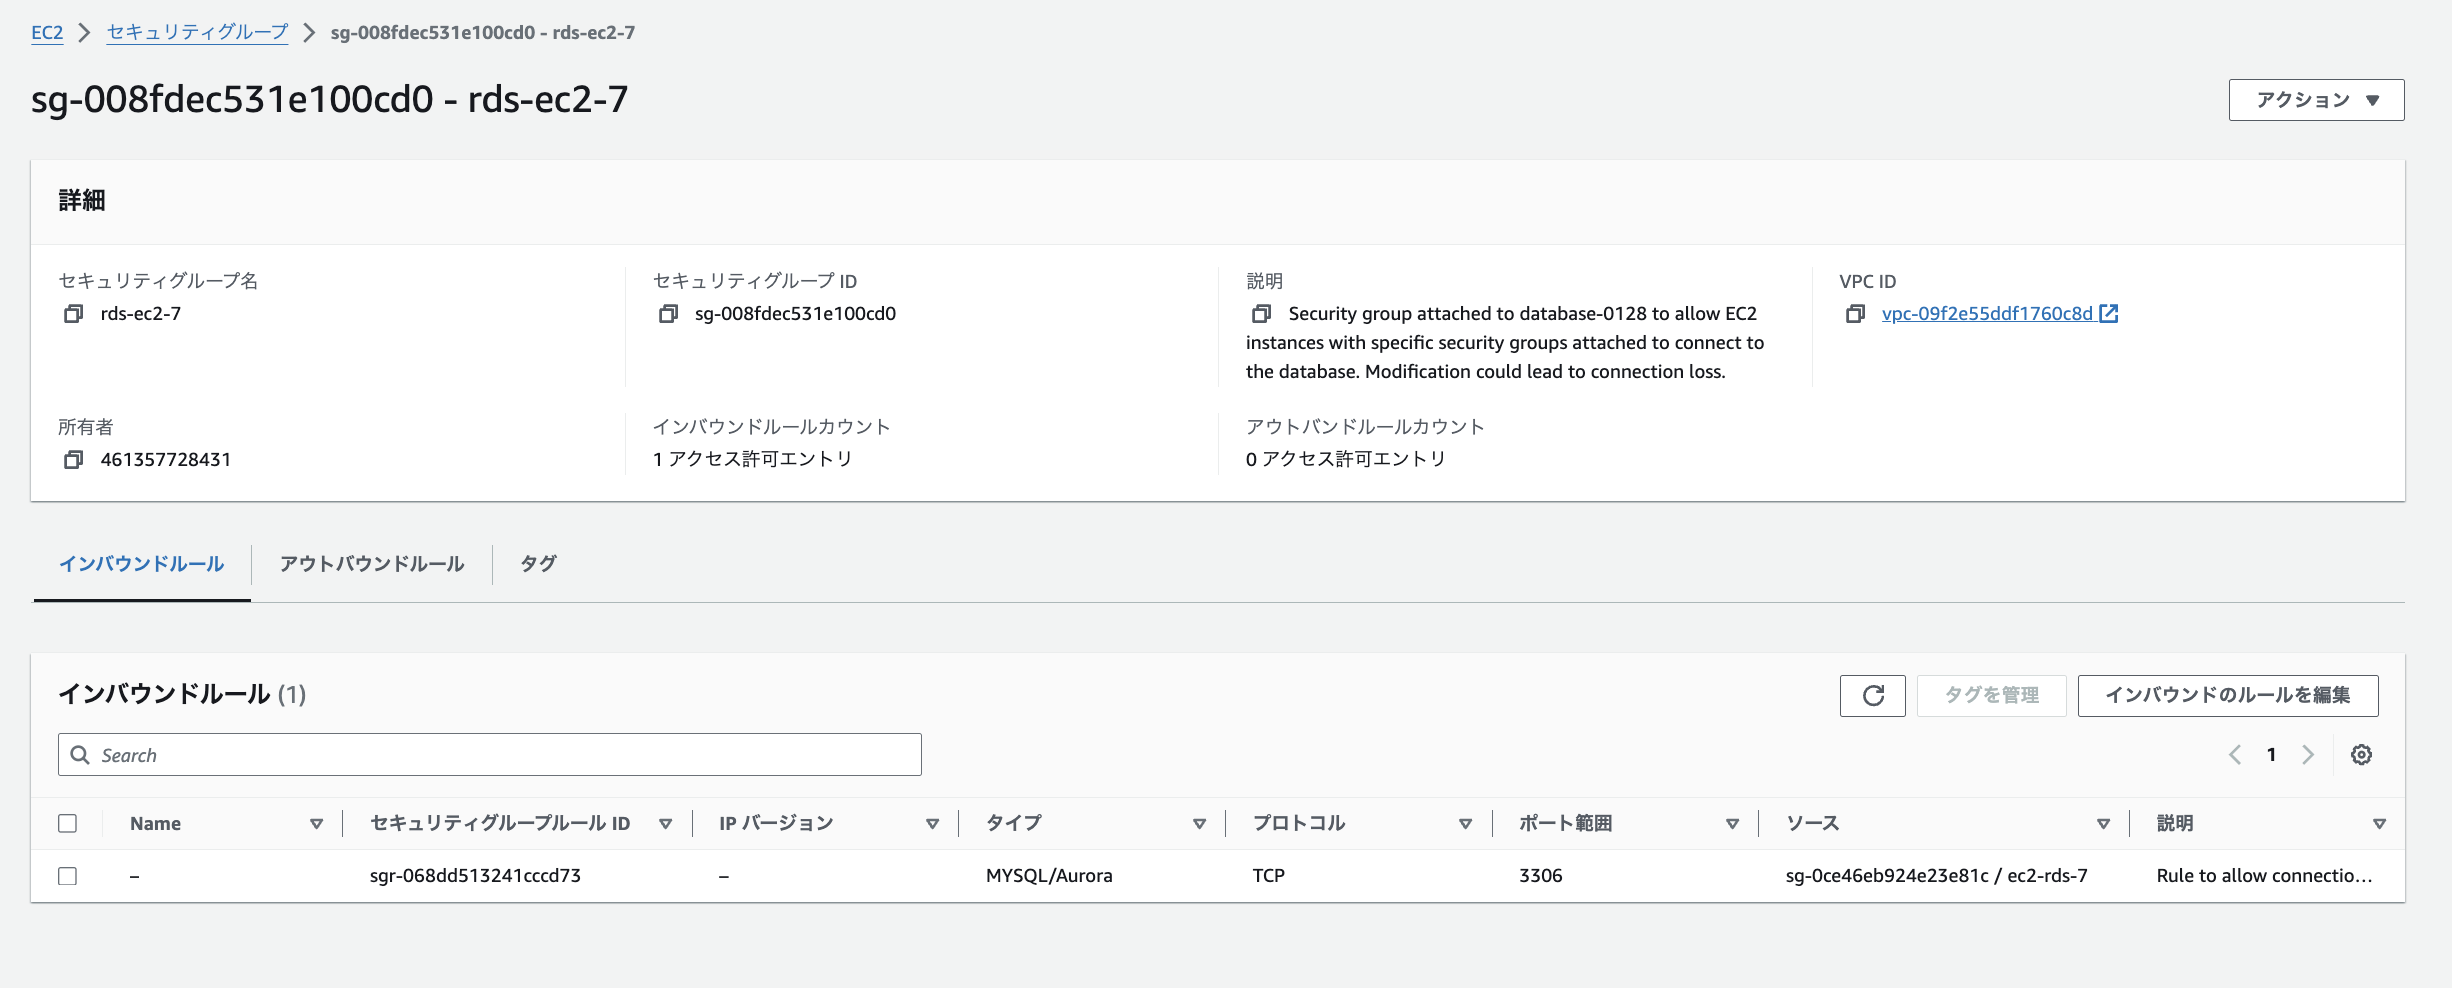 EC2 > セキュリティグループ > sg-008fdec531e100cd0 - rds-ec2-7
sg-008fdec531e100cd0 - rds-ec2-7
アクション
詳細
セキュリティグループ名
rds-ec2-7
セキュリティグループ ID
sg-008fdec531e100cd0
説明
Security group attached to database-0128 to allow EC2
instances with specific security groups attached to connect to
the database. Modification could lead to connection loss.
VPC ID
vpc-09f2e55ddf1760c8d
所有者
461357728431
インバウンドルールカウント
1 アクセス許可エントリ
アウトバンドルールカウント
0 アクセス許可エントリ
インバウンドルール
アウトバウンドルール
タグ
インバウンドルール (1)
タグを管理
インバウンドのルールを編集
Search
1
Name セキュリティグループルール ID IP バージョン タイプ プロトコル ポート範囲 ソース 説明
– sgr-068dd513241cccd73 – MYSQL/Aurora TCP 3306 sg-0ce46eb924e23e81c / ec2-rds-7 Rule to allow connectio...